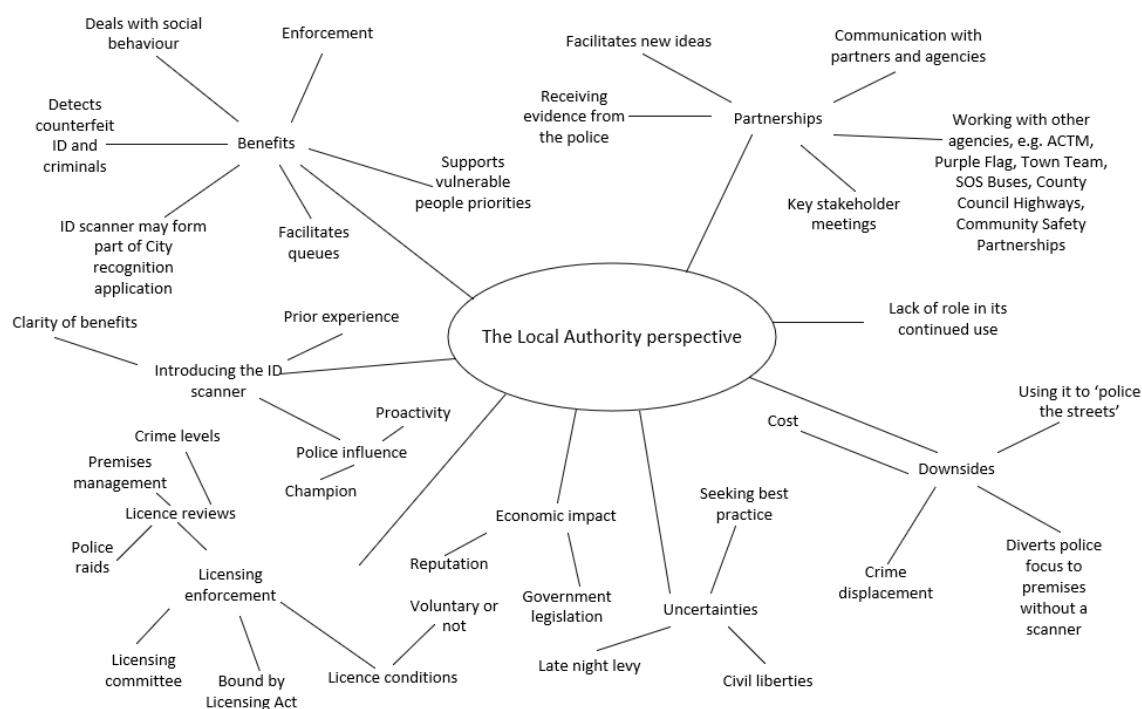 Deals with social
behaviour
Enforcement
Detects
counterfeit
ID and
criminals
Benefits
Supports
vulnerable
people priorities
ID scanner may form
part of City
recognition
application
Facilitates
queues
Facilitates new ideas
Communication with
partners and agencies
Receiving
evidence from
the police
Partnerships
Working with other
agencies, e.g. ACTM,
Purple Flag, Town Team,
SOS Buses, County
Council Highways,
Community Safety
Partnerships
Key stakeholder
meetings
The Local Authority perspective
Lack of role in its
continued use
Clarity of benefits
Prior experience
Introducing the ID
scanner
Proactivity
Police influence
Champion
Crime levels
Premises
management
Licence reviews
Police
raids
Licensing
enforcement
Licensing
committee
Bound by
Licensing Act
Licence conditions
Voluntary or
not
Economic impact
Reputation
Government
legislation
Seeking best
practice
Uncertainties
Late night levy
Civil liberties
Using it to ‘police
the streets’
Cost
Downsides
Crime
displacement
Diverts police
focus to
premises
without a
scanner